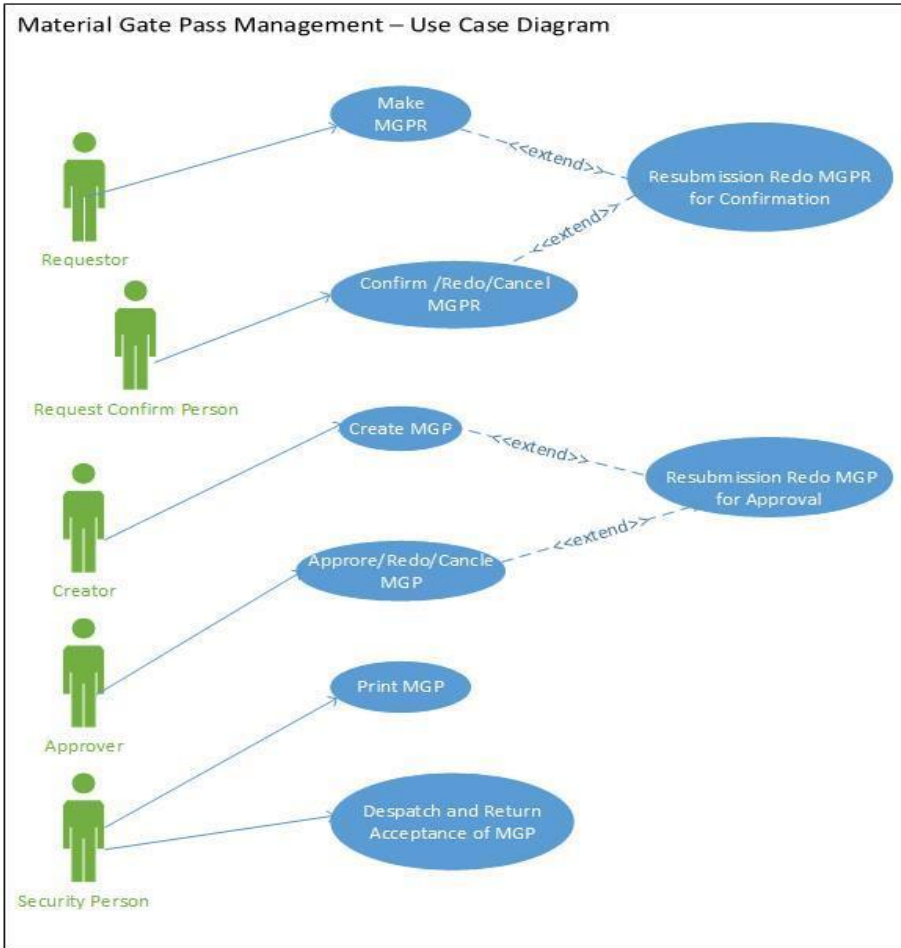 Material Gate Pass Management – Use Case Diagram
Make
MGPR
<<extend>>
Resubmission Redo MGPR
for Confirmation
Requestor
<<extend>>
Confirm /Redo/Cancel
MGPR
Request Confirm Person
Create MGP
<<extend>>
Resubmission Redo MGP
for Approval
<<extend>>
Approre/Redo/Cancle
MGP
Creator
Print MGP
Approver
Despatch and Return
Acceptance of MGP
Security Person